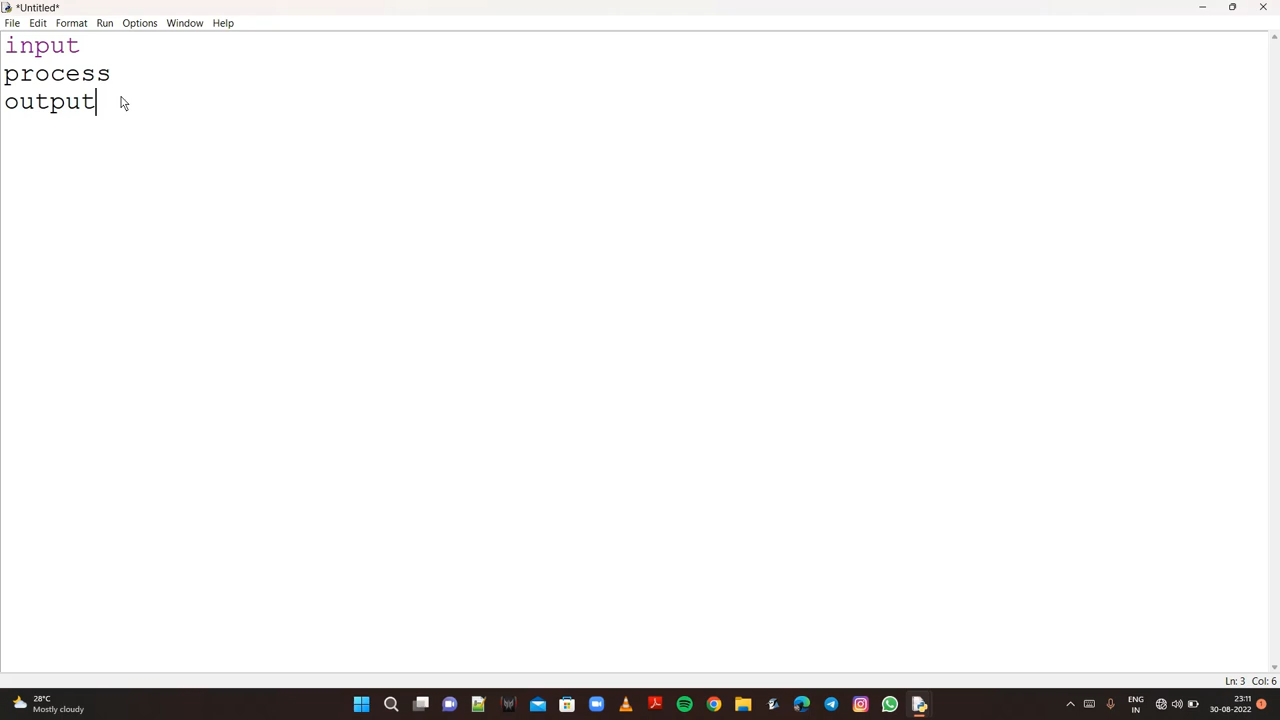 *Untitled*
File Edit Format Run Options Window Help
input
process
output
Ln: 3 Col: 6
28°C
Mostly cloudy
ENG
IN
23:11
30-08-2022
1